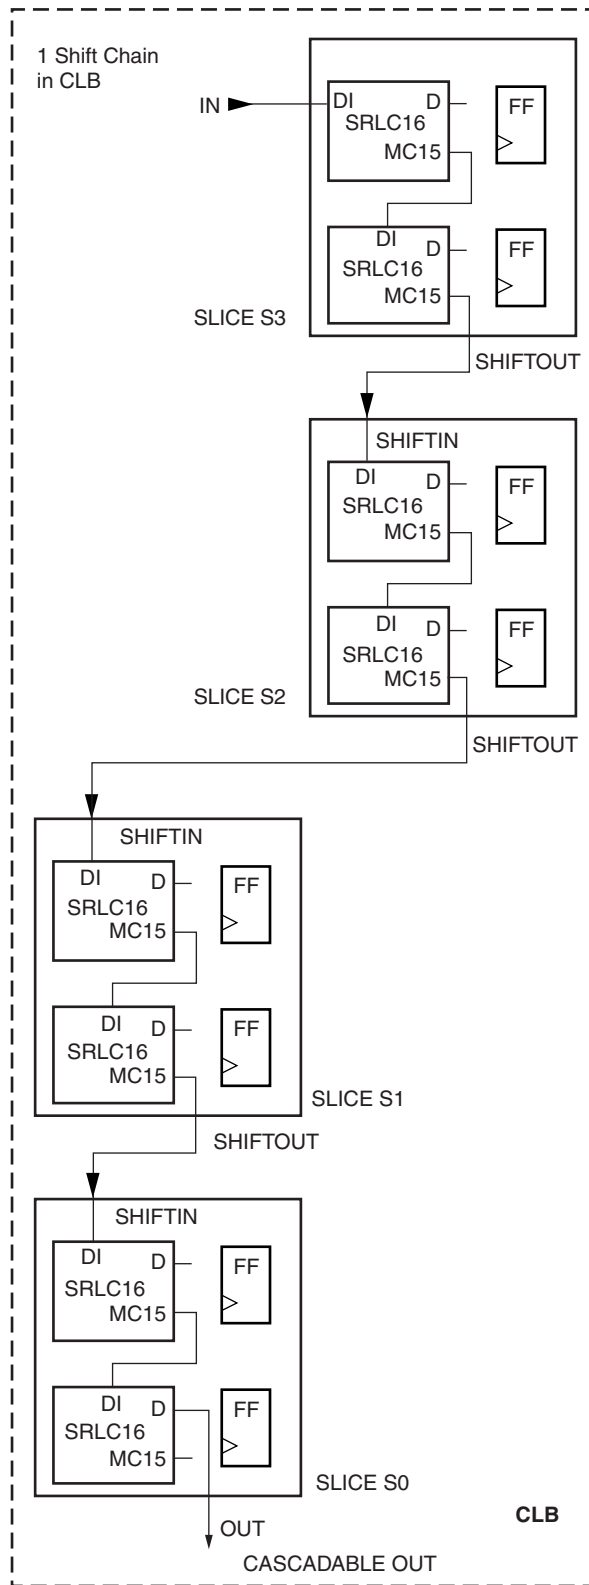 1 Shift Chain
in CLB
IN
DI
D
SRLC16
MC15
FF
DI
D
SRLC16
MC15
FF
SLICE S3
SHIFTOUT
SHIFTIN
DI
D
SRLC16
MC15
FF
DI
D
SRLC16
MC15
FF
SLICE S2
SHIFTOUT
SHIFTIN
DI
D
SRLC16
MC15
FF
DI
D
SRLC16
MC15
FF
SLICE S1
SHIFTOUT
SHIFTIN
DI
D
SRLC16
MC15
FF
DI
D
SRLC16
MC15
FF
SLICE S0
OUT
CLB
CASCADABLE OUT